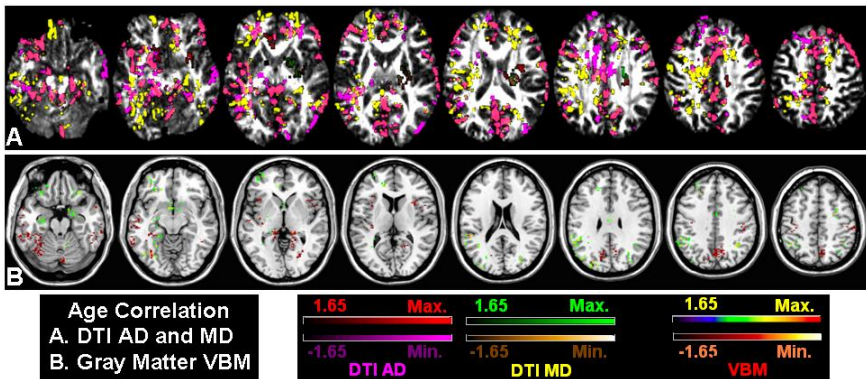 A
B
Age Correlation
A. DTI AD and MD
B. Gray Matter VBM
1.65 Max.
-1.65 Min.
DTI AD
1.65 Max.
-1.65 Min.
DTI MD
1.65 Max.
-1.65 Min.
VBM